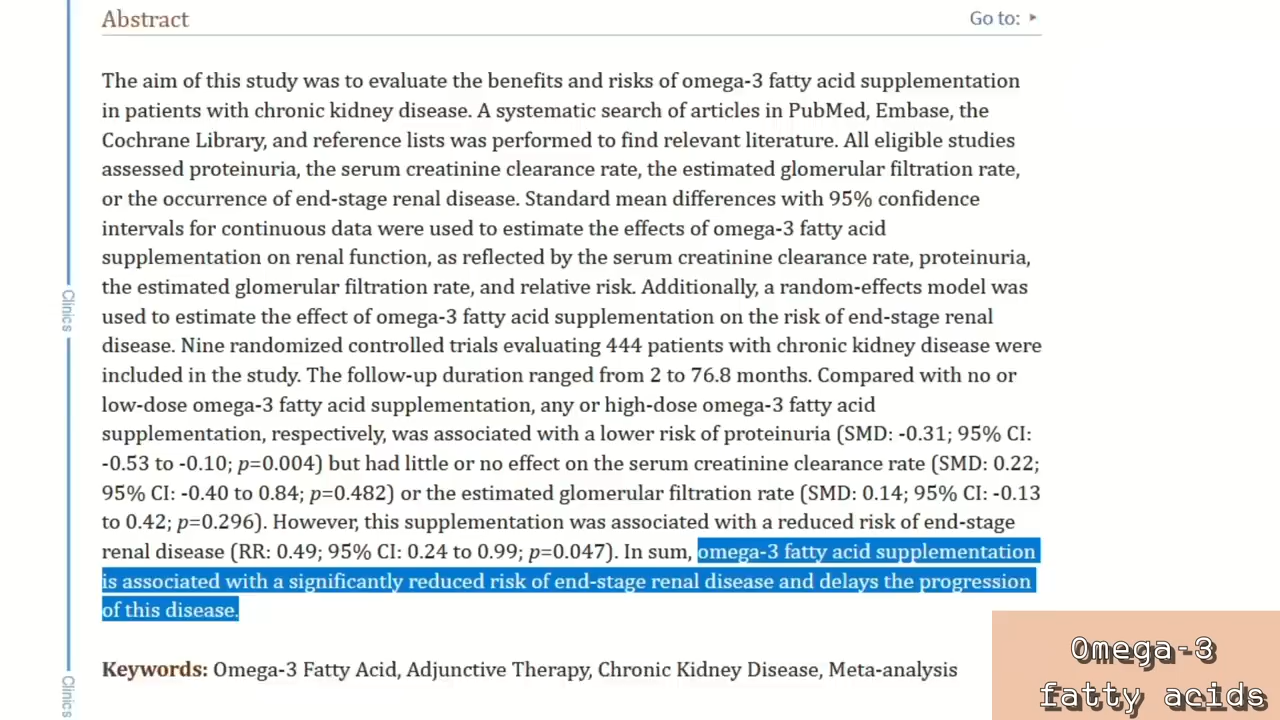 Abstract
Go to:
The aim of this study was to evaluate the benefits and risks of omega-3 fatty acid supplementation
in patients with chronic kidney disease. A systematic search of articles in PubMed, Embase, the
Cochrane Library, and reference lists was performed to find relevant literature. All eligible studies
assessed proteinuria, the serum creatinine clearance rate, the estimated glomerular filtration rate,
or the occurrence of end-stage renal disease. Standard mean differences with 95% confidence
intervals for continuous data were used to estimate the effects of omega-3 fatty acid
supplementation on renal function, as reflected by the serum creatinine clearance rate, proteinuria,
the estimated glomerular filtration rate, and relative risk. Additionally, a random-effects model was
used to estimate the effect of omega-3 fatty acid supplementation on the risk of end-stage renal
disease. Nine randomized controlled trials evaluating 444 patients with chronic kidney disease were
included in the study. The follow-up duration ranged from 2 to 76.8 months. Compared with no or
low-dose omega-3 fatty acid supplementation, any or high-dose omega-3 fatty acid
supplementation, respectively, was associated with a lower risk of proteinuria (SMD: -0.31; 95% CI:
-0.53 to -0.10; p=0.004) but had little or no effect on the serum creatinine clearance rate (SMD: 0.22;
95% CI: -0.40 to 0.84; p=0.482) or the estimated glomerular filtration rate (SMD: 0.14; 95% CI: -0.13
to 0.42; p=0.296). However, this supplementation was associated with a reduced risk of end-stage
renal disease (RR: 0.49; 95% CI: 0.24 to 0.99; p=0.047). In sum, omega-3 fatty acid supplementation
is associated with a significantly reduced risk of end-stage renal disease and delays the progression
of this disease.
Keywords: Omega-3 Fatty Acid, Adjunctive Therapy, Chronic Kidney Disease, Meta-analysis
Clinics
Clinics
Omega-3
fatty acids